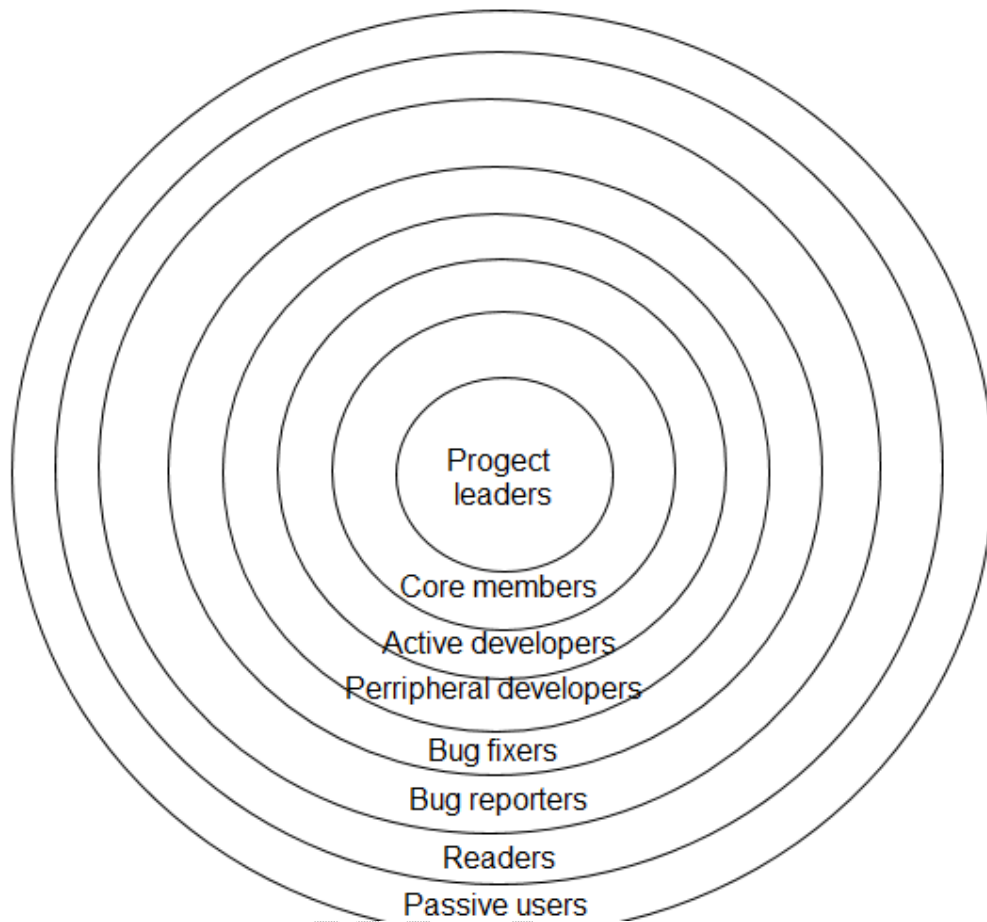 Progect
leaders
Core members
Active developers
Perripheral developers
Bug fixers
Bug reporters
Readers
Passive users